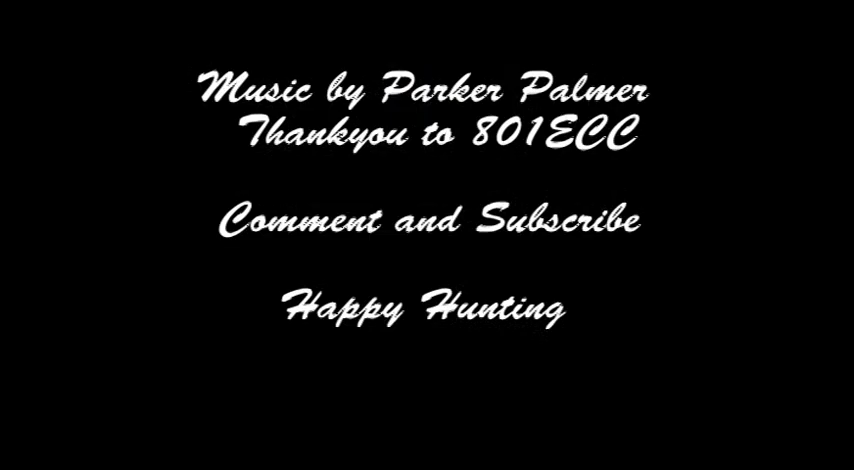 Music by Parker Palmer
Thankyou to 801ECC
Comment and Subscribe
Happy Hunting